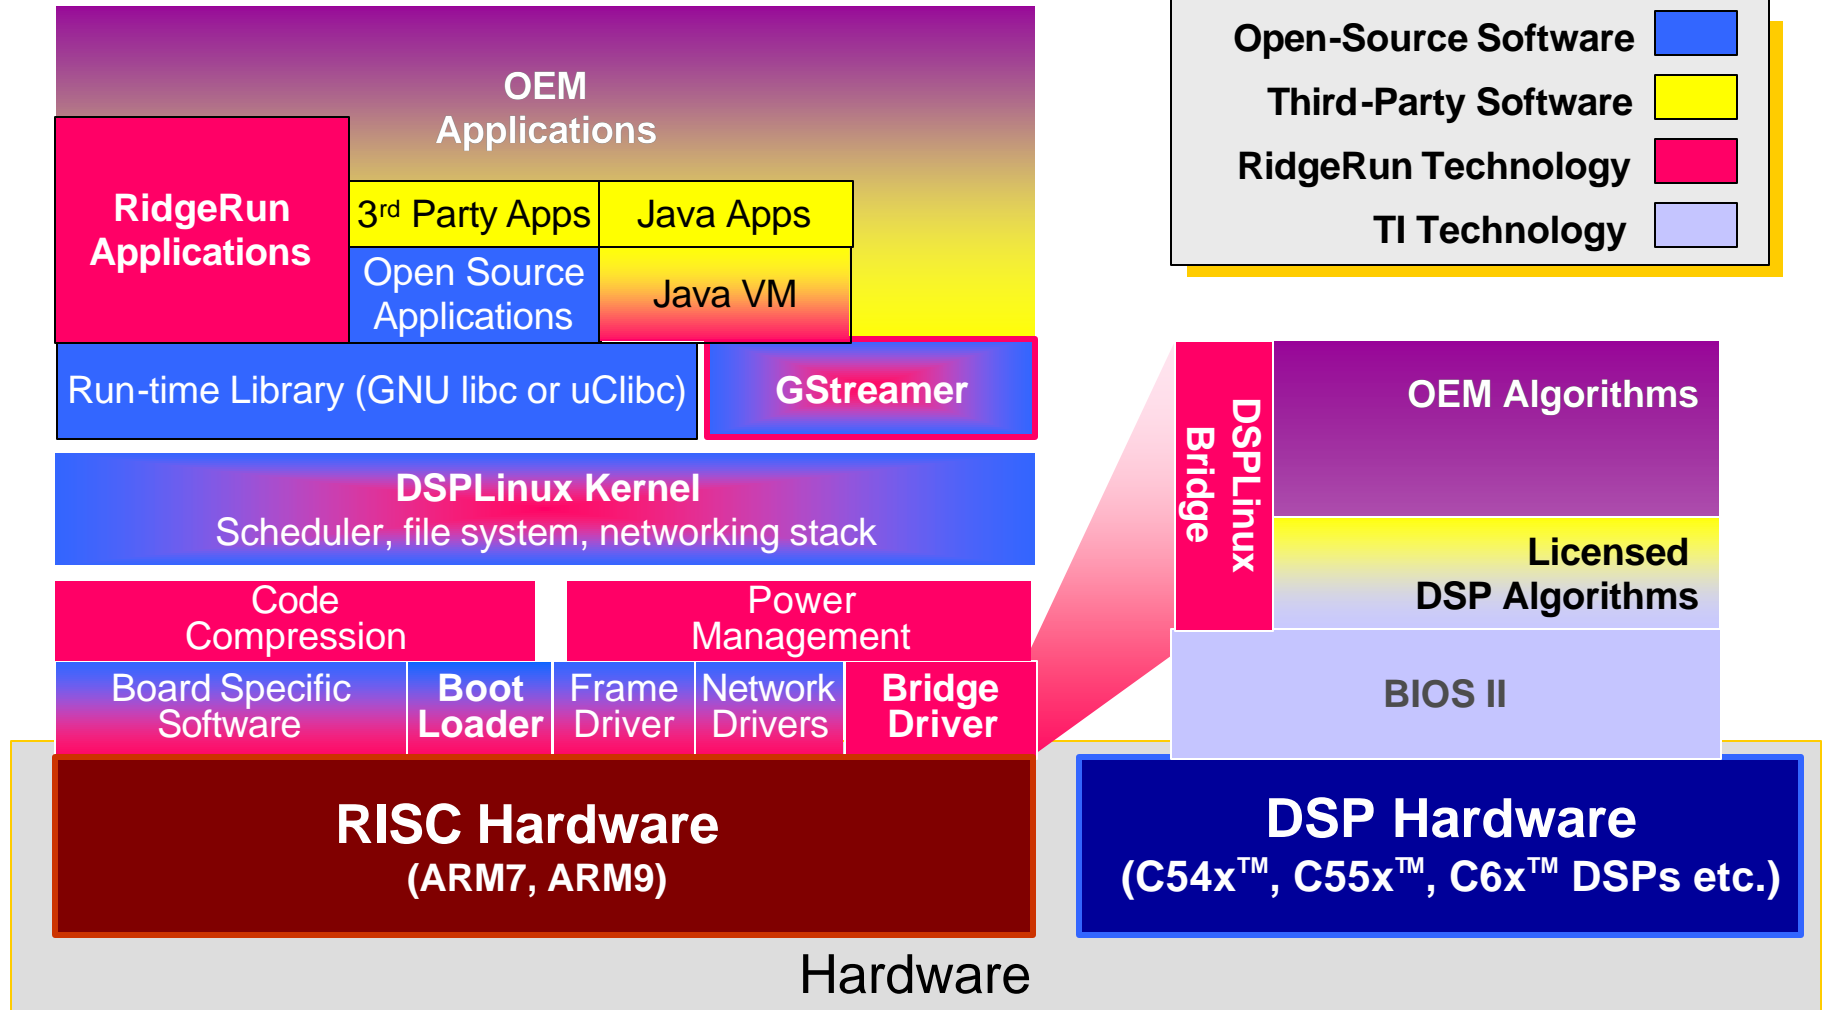 OEM
Applications
RidgeRun
Applications
3rd Party Apps
Java Apps
Open Source
Applications
Java VM
Run-time Library (GNU libc or uClibc)
GStreamer
DSPLinux Kernel
Scheduler, file system, networking stack
Code
Compression
Power
Management
Board Specific
Software
Boot
Loader
Frame
Driver
Network
Drivers
Bridge
Driver
RISC Hardware
(ARM7, ARM9)
Open-Source Software
Third-Party Software
RidgeRun Technology
TI Technology
DSPLinux
Bridge
OEM Algorithms
Licensed
DSP Algorithms
BIOS II
DSP Hardware
(C54x™, C55x™, C6x™ DSPs etc.)
Hardware